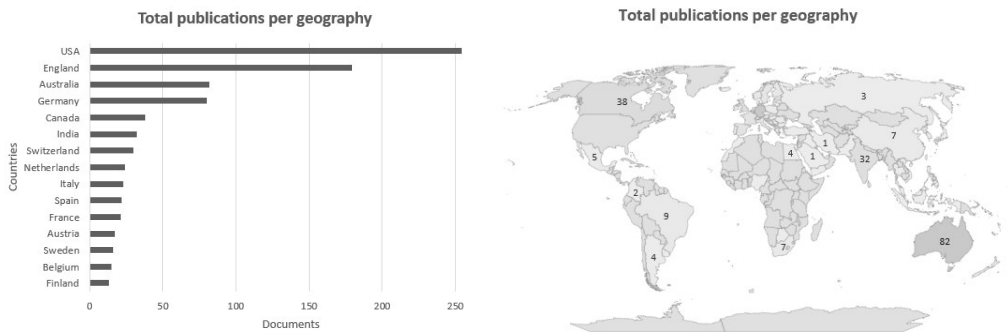 Total publications per geography
Countries
USA
England
Australia
Germany
Canada
India
Switzerland
Netherlands
Italy
Spain
France
Austria
Sweden
Belgium
Finland
0 50 100 150 200 250
Documents
Total publications per geography
38
3
7
5
4
1
1
32
2
9
7
4
82